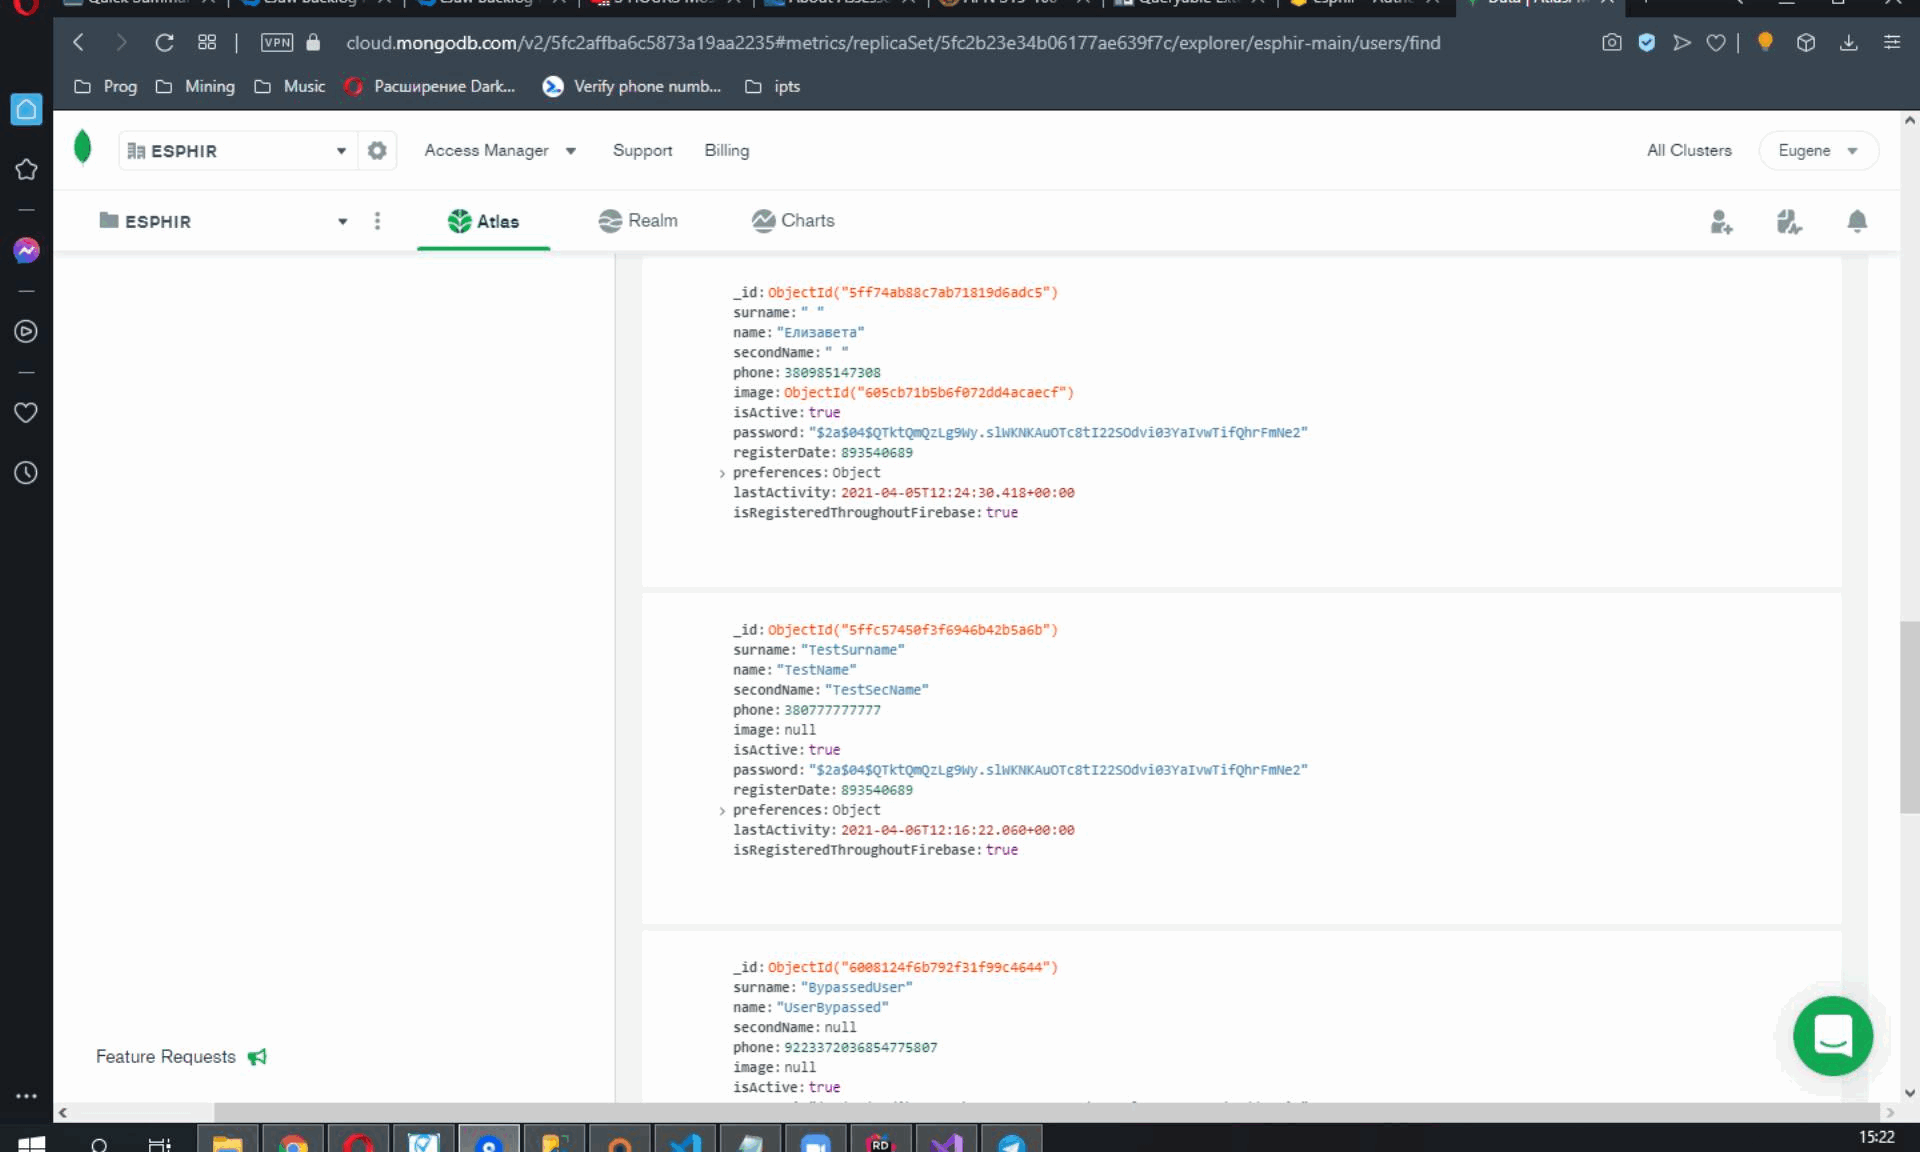 cloud.mongodb.com/v2/5fc2affba6c5873a19aa2235#metrics/replicaSet/5fc2b23e34b06177ae639f7c/explorer/esphir-main/users/find
VPN
Prog
Mining
Music
Расширение Dark...
Verify phone numb...
ipts
ESPHIR
Access Manager
Support
Billing
All Clusters
Eugene
ESPHIR
Atlas
Realm
Charts
_id: ObjectId("5ff74ab88c7ab71819d6adc5")
surname: " "
name: "Елизавета"
secondName: " "
phone: 380985147308
image: ObjectId("605cb71b5b6f072dd4acaecf")
isActive: true
password: "$2a$04$QTktQmQzLg9Wy.slWKNKAuOTc8tI22SOdvi03YaIvwTifQhrFmNe2"
registerDate: 893540689
preferences: Object
lastActivity: 2021-04-05T12:24:30.418+00:00
isRegisteredThroughoutFirebase: true
_id: ObjectId("5ffc57450f3f6946b42b5a6b")
surname: "TestSurname"
name: "TestName"
secondName: "TestSecName"
phone: 380777777777
image: null
isActive: true
password: "$2a$04$QTktQmQzLg9Wy.slWKNKAuOTc8tI22SOdvi03YaIvwTifQhrFmNe2"
registerDate: 893540689
preferences: Object
lastActivity: 2021-04-06T12:16:22.060+00:00
isRegisteredThroughoutFirebase: true
_id: ObjectId("6008124f6b792f31f99c4644")
surname: "BypassedUser"
name: "UserBypassed"
secondName: null
phone: 9223372036854775807
image: null
isActive: true
Feature Requests
RD
15:22